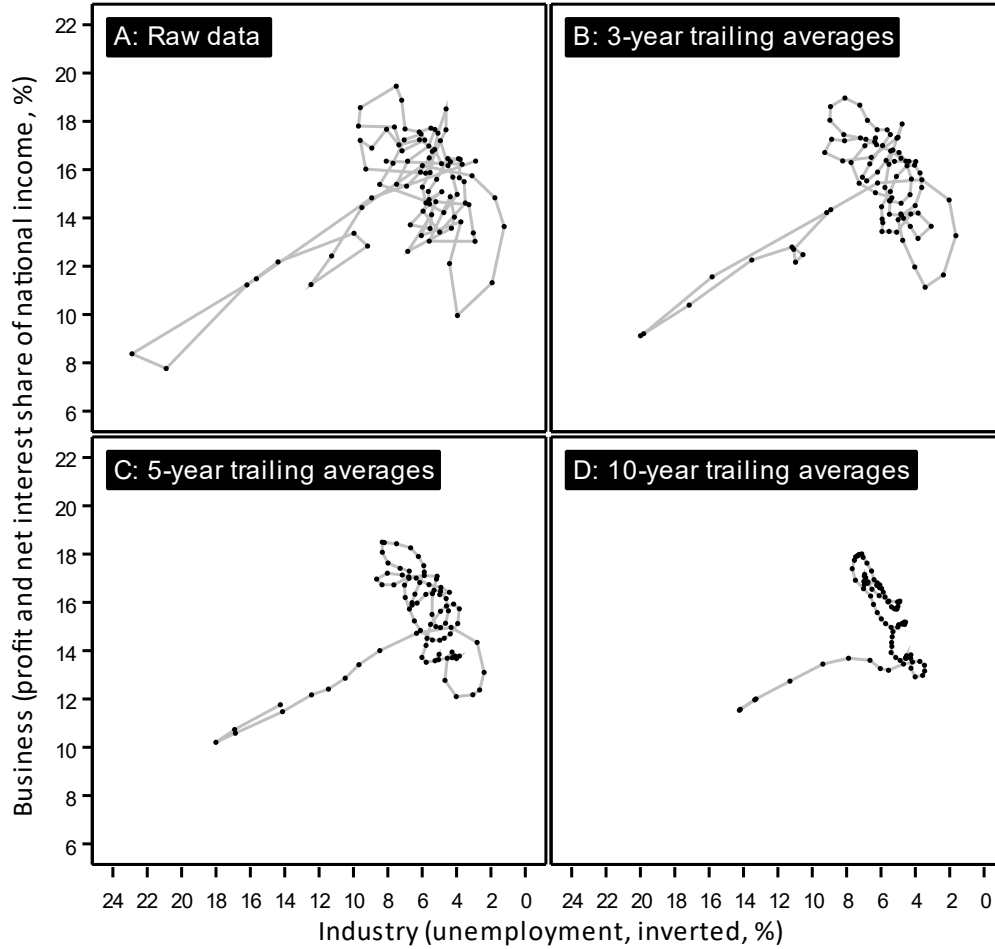 Business (profit and net interest share of national income, %)
22
20
18
16
14
12
10
8
6
A: Raw data
B: 3-year trailing averages
22
20
18
16
14
12
10
8
6
C: 5-year trailing averages
D: 10-year trailing averages
24 22 20 18 16 14 12 10 8 6 4 2 0
24 22 20 18 16 14 12 10 8 6 4 2 0
Industry (unemployment, inverted, %)